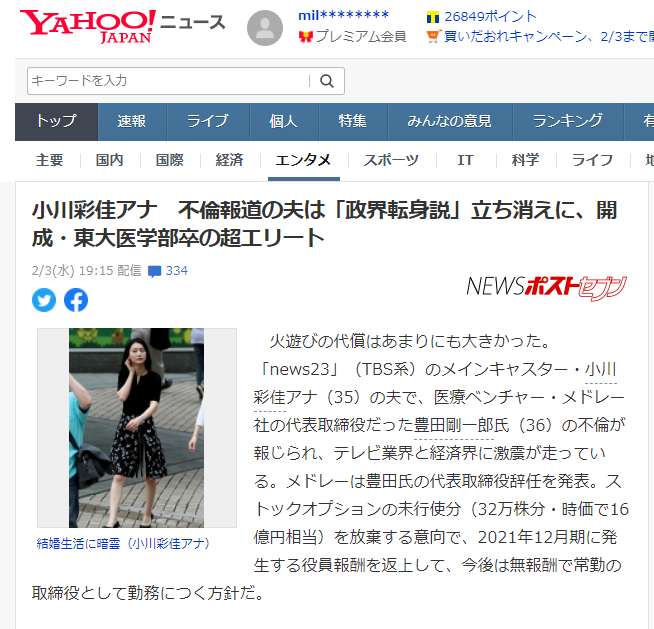 YAHOO! JAPAN ニュース
mil********
プレミアム会員
26849ポイント
買いだおれキャンペーン、2/3まで
キーワードを入力
トップ 速報 ライブ 個人 特集 みんなの意見 ランキング 有
主要 国内 国際 経済 エンタメ スポーツ IT 科学 ライフ
小川彩佳アナ　不倫報道の夫は「政界転身説」立ち消えに、開
成・東大医学部卒の超エリート
2/3(水) 19:15 配信 334
NEWSポストセブン
火遊びの代償はあまりにも大きかった。
「news23」（TBS系）のメインキャスター・小川
彩佳アナ（35）の夫で、医療ベンチャー・メドレー
社の代表取締役だった豊田剛一郎氏（36）の不倫が
報じられ、テレビ業界と経済界に激震が走ってい
る。メドレーは豊田氏の代表取締役辞任を発表。ス
トックオプションの未行使分（32万株分・時価で16
億円相当）を放棄する意向で、2021年12月期に発
生する役員報酬を返上して、今後は無報酬で常勤の
取締役として勤務につく方針だ。
結婚生活に暗雲（小川彩佳アナ）